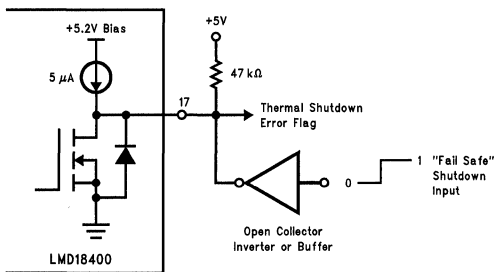 +5.2V Bias
5 μA
+5V
47 kΩ
17
Thermal Shutdown
Error Flag
0
1
"Fail Safe"
Shutdown
Input
Open Collector
Inverter or Buffer
LMD18400